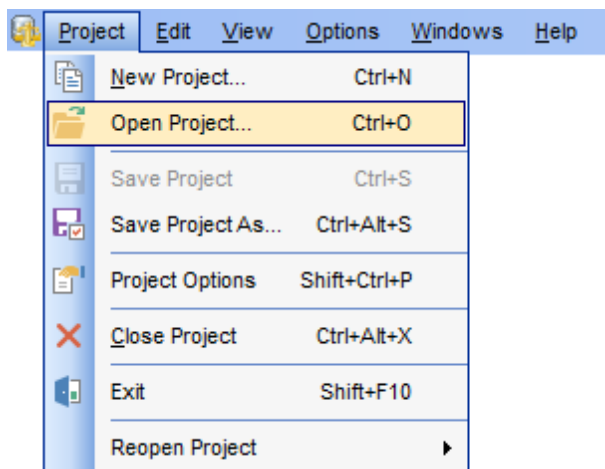 Project Edit View Options Windows Help
New Project... Ctrl+N
Open Project... Ctrl+O
Save Project Ctrl+S
Save Project As... Ctrl+Alt+S
Project Options Shift+Ctrl+P
Close Project Ctrl+Alt+X
Exit Shift+F10
Reopen Project